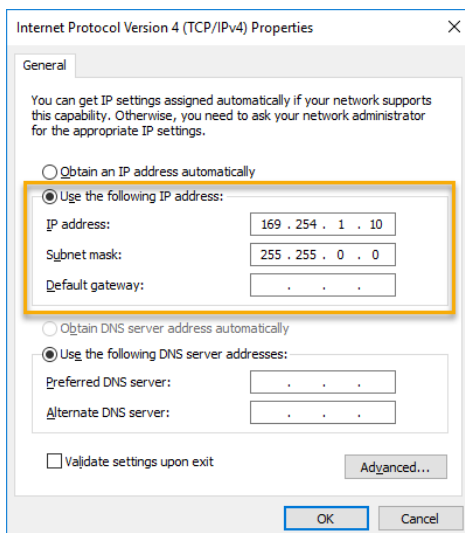 Internet Protocol Version 4 (TCP/IPv4) Properties
General
You can get IP settings assigned automatically if your network supports
this capability. Otherwise, you need to ask your network administrator
for the appropriate IP settings.
Obtain an IP address automatically
Use the following IP address:
IP address: 169 . 254 . 1 . 10
Subnet mask: 255 . 255 . 0 . 0
Default gateway: . . .
Obtain DNS server address automatically
Use the following DNS server addresses:
Preferred DNS server: . . .
Alternate DNS server: . . .
Validate settings upon exit
Advanced...
OK Cancel